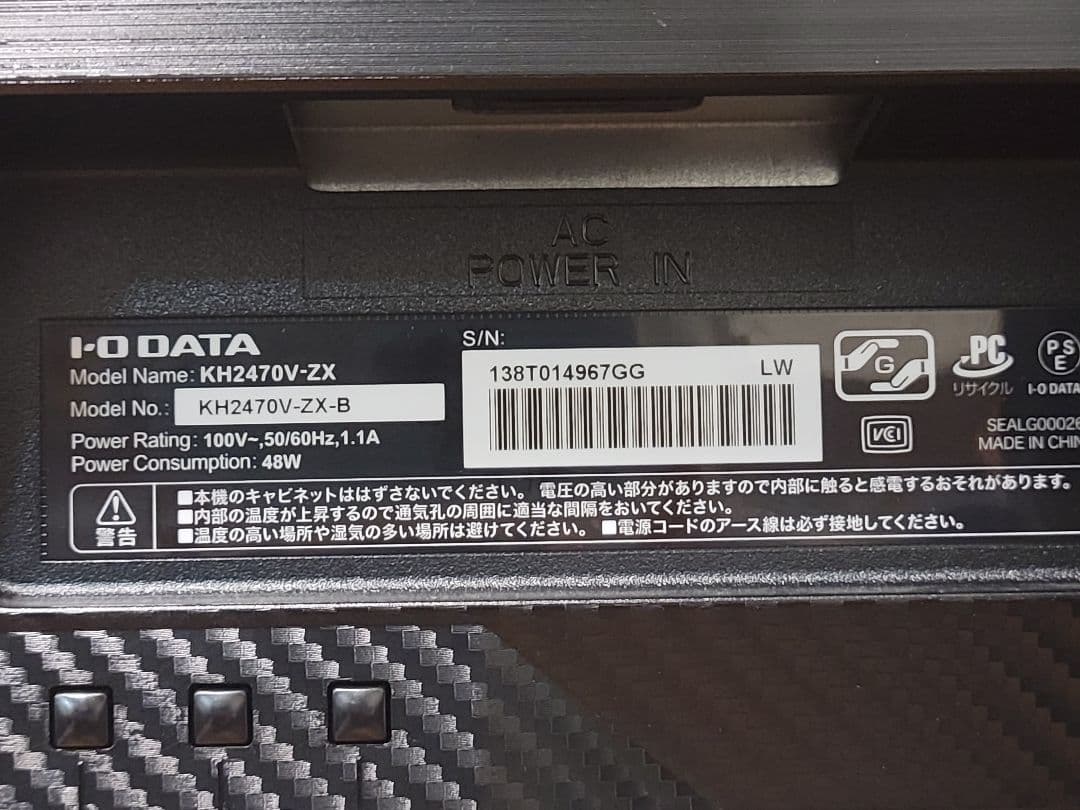 AC
POWER IN
I-O DATA
Model Name: KH2470V-ZX
Model No.: KH2470V-ZX-B
Power Rating: 100V~,50/60Hz,1.1A
Power Consumption: 48W
S/N:
138T014967GG LW
G
PC
リサイクル
PS
E
I-O DATA
VCI
SEALG00026
MADE IN CHIN
警告
■本機のキャビネットははずさないでください。 電圧の高い部分がありますので内部に触ると感電するおそれがあります。
■内部の温度が上昇するので通気孔の周囲に適当な間隔をおいてください。
■温度の高い場所や湿気の多い場所は避けてください。 ■電源コードのアース線は必ず接地してください。